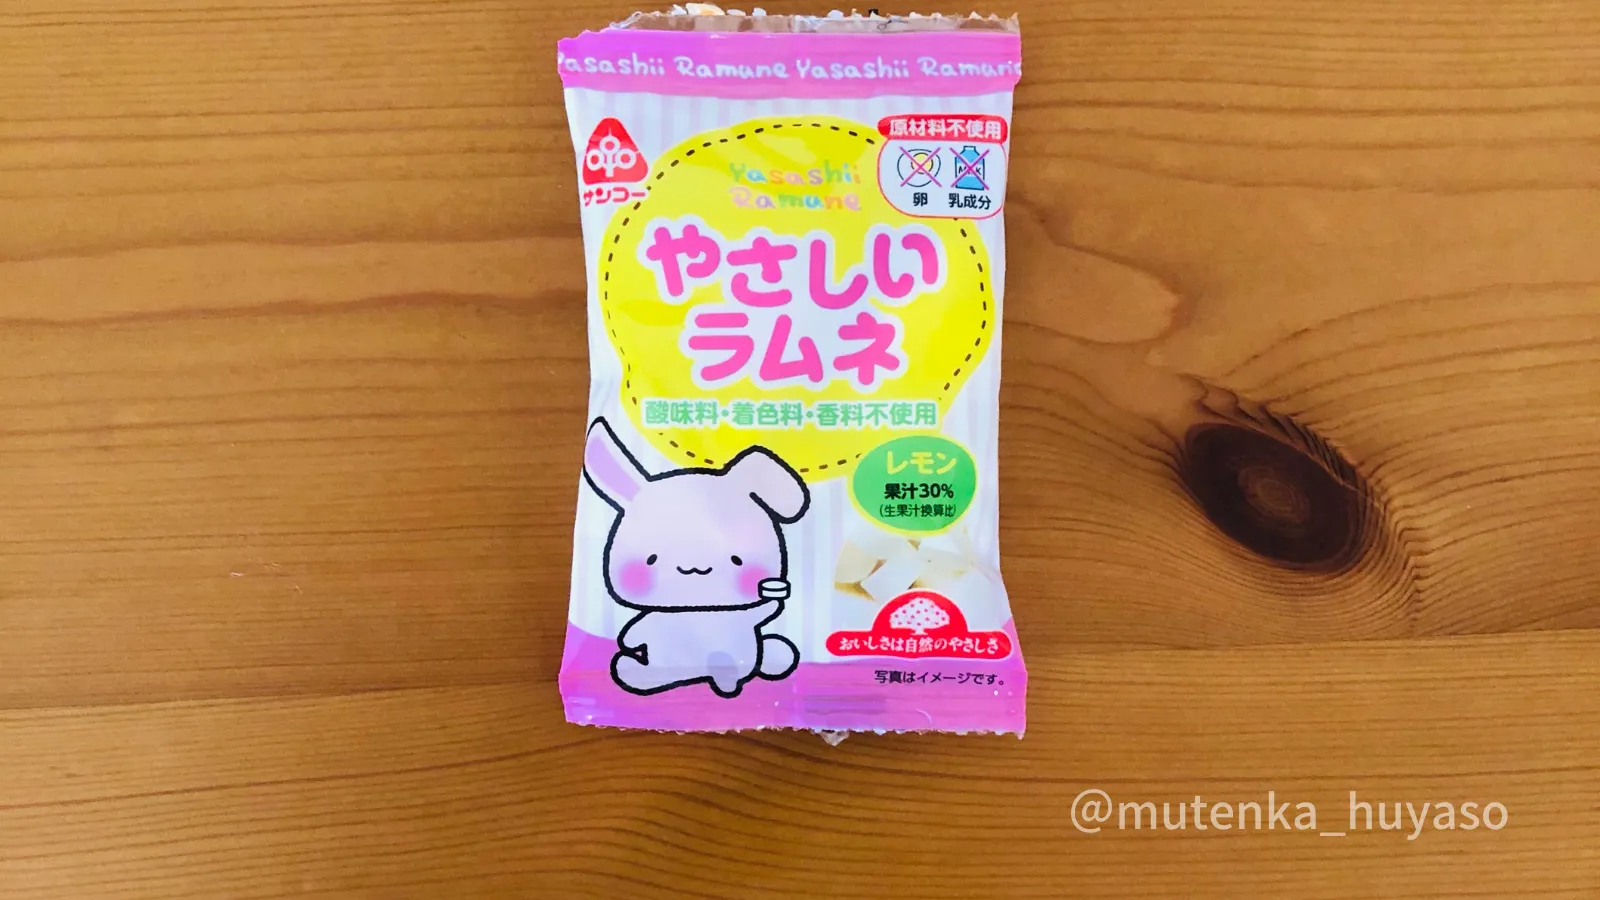 Yasashii Ramune Yasashii Ramune
サンコー
原材料不使用
MILK
卵 乳成分
Yasashii
Ramune
やさしい
ラムネ
酸味料・着色料・香料不使用
レモン
果汁30%
(生果汁換算比)
おいしさは自然のやさしさ
写真はイメージです。
@mutenka_huyaso